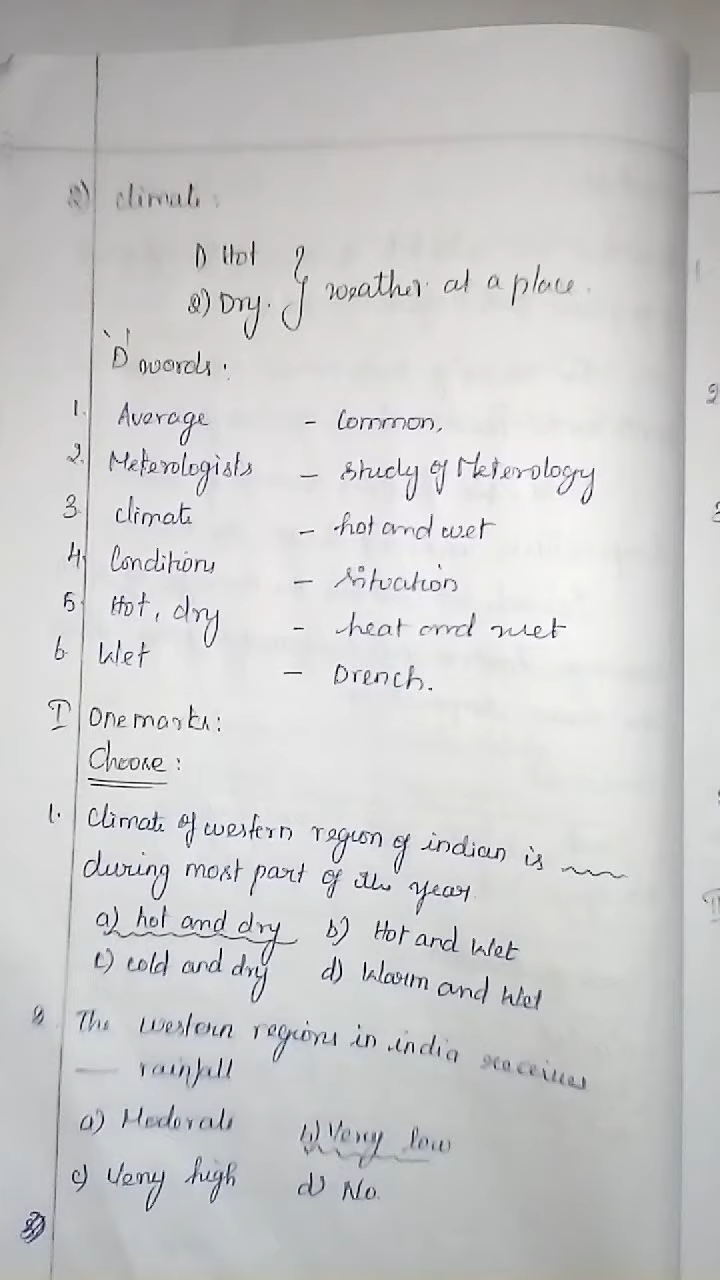 2) climate:
1) Hot
2) Dry. } weather at a place.
D words:
1. Average - Common,
2. Meterologists - study of Meterology
3. climate - hot and wet
4. Conditions - situation
5. Hot, dry - heat and wet
6. Wet - Drench.
I One marks:
Choose:
1. Climate of western region of indian is ___
during most part of the year.
a) hot and dry b) Hot and wet
c) cold and dry d) Warm and Wet
2. The western regions in india receives
___ rainfall
a) Moderate b) Very low
c) Very high d) No.